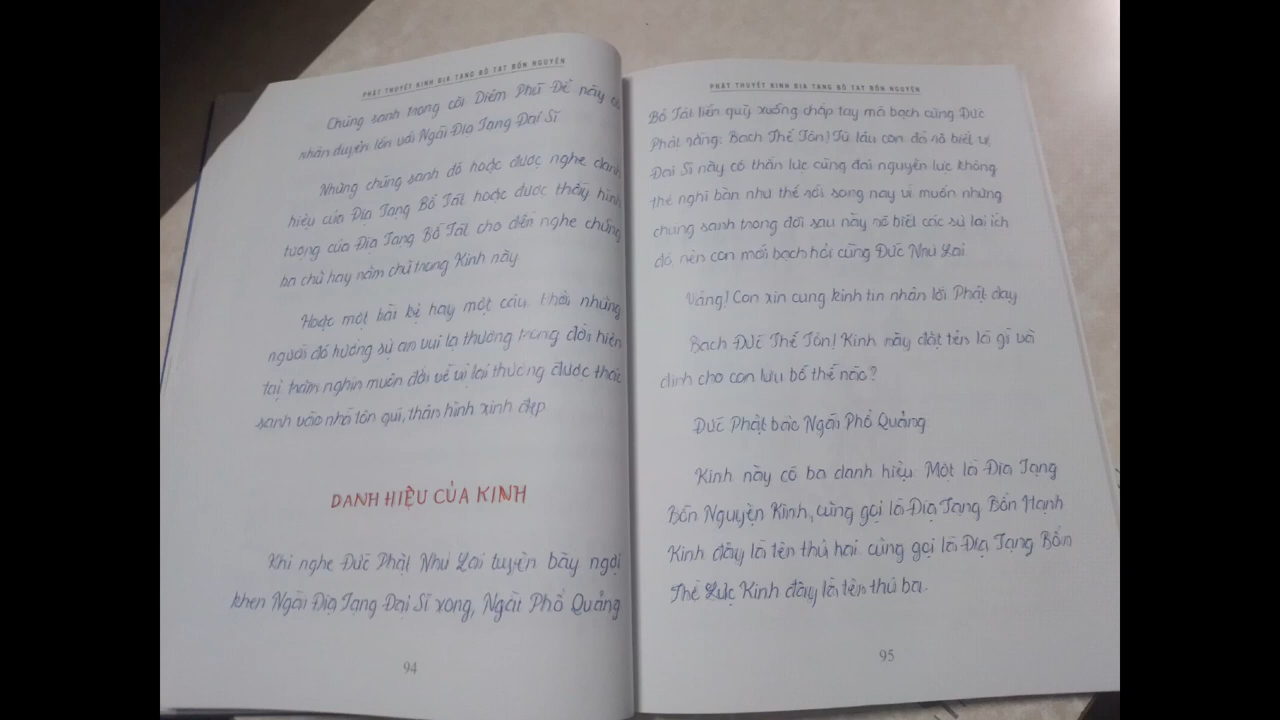 PHẬT THUYẾT KINH ĐỊA TẠNG BỒ TÁT BỔN NGUYỆN
Chúng sanh trong cõi Diêm Phù Đề này có
nhân duyên lớn với Ngài Địa Tạng Đại Sĩ
Những chúng sanh đó hoặc được nghe danh
hiệu của Địa Tạng Bồ Tát hoặc được thấy hình
tượng của Địa Tạng Bồ Tát cho đến nghe chừng
ba chữ hay năm chữ trong Kinh này
Hoặc một bài kệ hay một câu thời những
người đó hưởng sự an vui lạ thường trong đời hiện
tại, trăm nghìn muôn đời về vị lai thường được thác
sanh vào nhà tôn quí, thân hình xinh đẹp
DANH HIỆU CỦA KINH
Khi nghe Đức Phật Như Lai tuyên bày ngợi
khen Ngài Địa Tạng Đại Sĩ xong, Ngài Phổ Quảng
94
PHẬT THUYẾT KINH ĐỊA TẠNG BỒ TÁT BỔN NGUYỆN
Bồ Tát liền quỳ xuống chấp tay mà bạch cùng Đức
Phật rằng: Bạch Thế Tôn! Từ lâu con đã rõ biết vị
Đại Sĩ này có thần lực cùng đại nguyện lực không
thể nghĩ bàn như thế rồi song nay vì muốn những
chúng sanh trong đời sau này rõ biết các sự lợi ích
đó, nên con mới bạch hỏi cùng Đức Như Lai
Vâng! Con xin cung kính tin nhận lời Phật dạy
Bạch Đức Thế Tôn! Kinh này đặt tên là gì và
dính cho con lưu bố thế nào?
Đức Phật bảo Ngài Phổ Quảng
Kinh này có ba danh hiệu Một là Địa Tạng
Bổn Nguyện Kinh, cũng gọi là Địa Tạng Bổn Hạnh
Kinh đây là tên thứ hai cũng gọi là Địa Tạng Bổn
Thệ Lực Kinh đây là tên thứ ba.
95